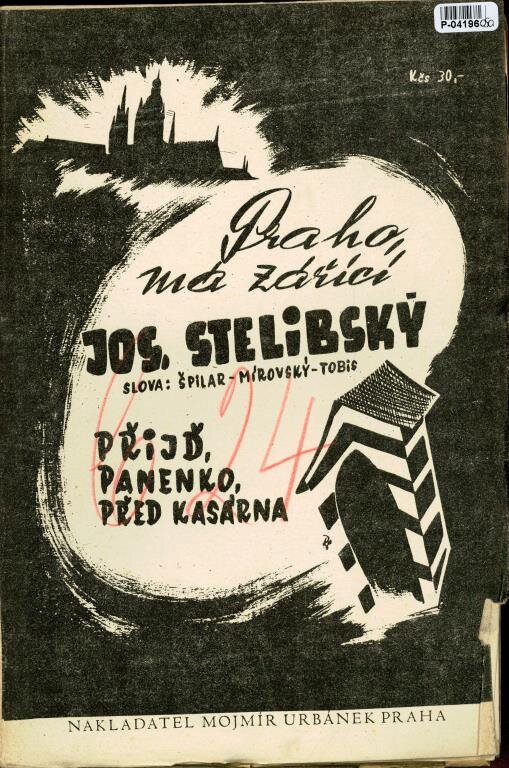 P-04196
Kčs 30,-
Praho,
má zářící
JOS. STELIBSKÝ
SLOVA: ŠPILAR-MÍROVSKÝ-TOBIS
624
PŘIJĎ,
PANENKO,
PŘED KASÁRNA
NAKLADATEL MOJMÍR URBÁNEK PRAHA